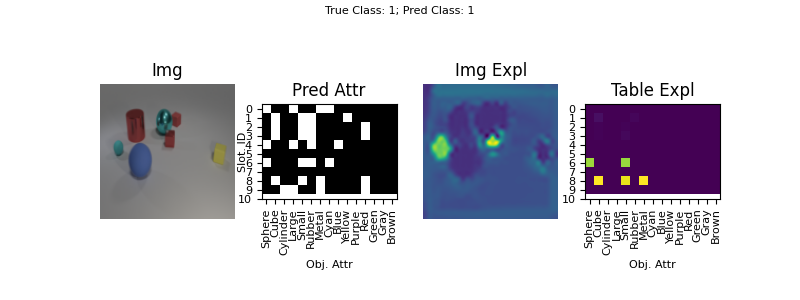 True Class: 1; Pred Class: 1
Img
Pred Attr
Img Expl
Table Expl
Slot. ID
0
1
2
3
4
5
6
7
8
9
10
Sphere
Cube
Cylinder
Large
Small
Rubber
Metal
Cyan
Blue
Yellow
Purple
Red
Green
Gray
Brown
Obj. Attr
0
1
2
3
4
5
6
7
8
9
10
Sphere
Cube
Cylinder
Large
Small
Rubber
Metal
Cyan
Blue
Yellow
Purple
Red
Green
Gray
Brown
Obj. Attr